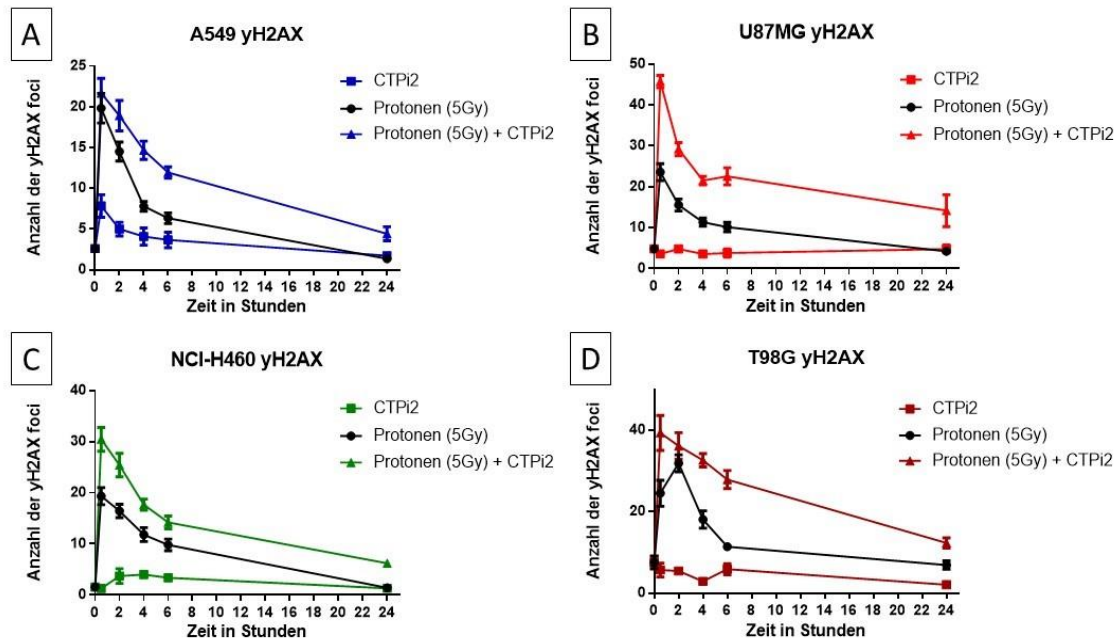 A
A549 yH2AX
Anzahl der yH2AX foci
25
20
15
10
5
0
0 2 4 6 8 10 12 14 16 18 20 22 24
Zeit in Stunden
CTPi2
Protonen (5Gy)
Protonen (5Gy) + CTPi2
B
U87MG yH2AX
Anzahl der yH2AX foci
50
40
30
20
10
0
0 2 4 6 8 10 12 14 16 18 20 22 24
Zeit in Stunden
CTPi2
Protonen (5Gy)
Protonen (5Gy) + CTPi2
C
NCI-H460 yH2AX
Anzahl der yH2AX foci
40
30
20
10
0
0 2 4 6 8 10 12 14 16 18 20 22 24
Zeit in Stunden
CTPi2
Protonen (5Gy)
Protonen (5Gy) + CTPi2
D
T98G yH2AX
Anzahl der yH2AX foci
40
20
0
0 2 4 6 8 10 12 14 16 18 20 22 24
Zeit in Stunden
CTPi2
Protonen (5Gy)
Protonen (5Gy) + CTPi2